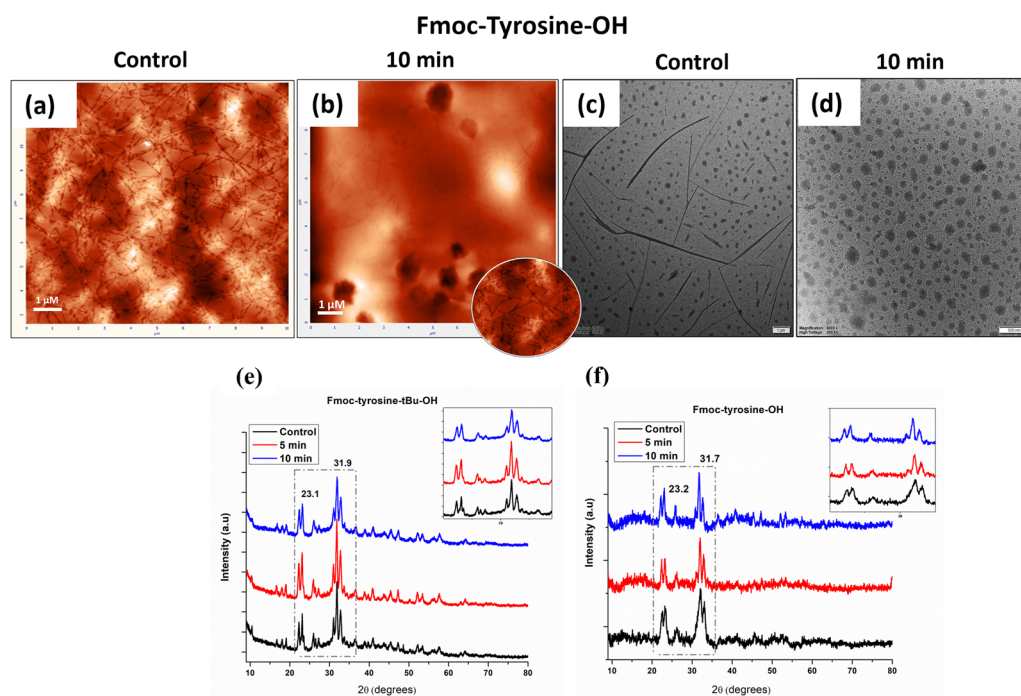 Fmoc-Tyrosine-OH
Control
10 min
Control
10 min
(a)
(b)
(c)
(d)
1 μM
1 μM
(e)
(f)
Fmoc-tyrosine-tBu-OH
Control
5 min
10 min
31.9
23.1
Intensity (a.u)
10 20 30 40 50 60 70 80
2θ (degrees)
Fmoc-tyrosine-OH
Control
5 min
10 min
31.7
23.2
Intensity (a.u)
10 20 30 40 50 60 70 80
2θ (degrees)